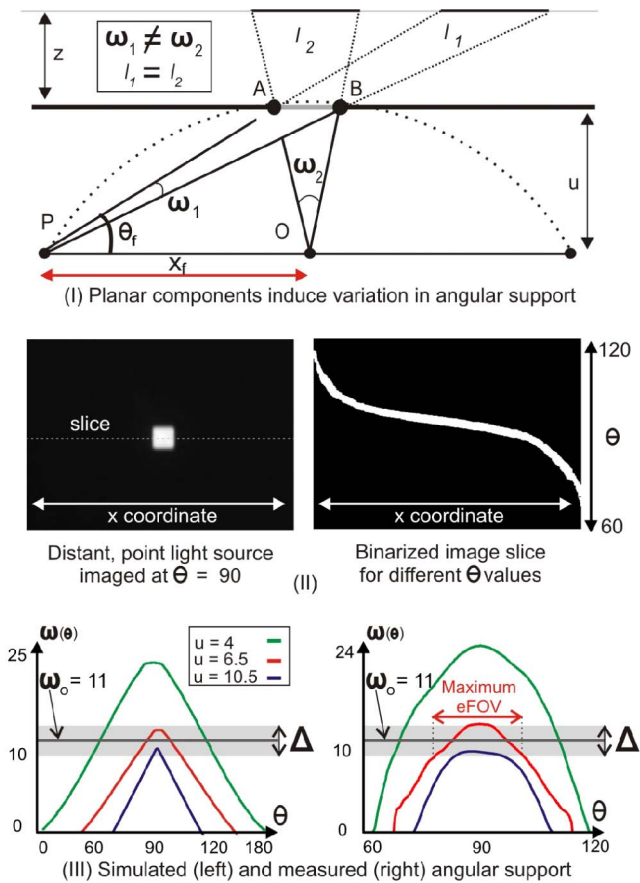 z
ω1 ≠ ω2
l1 = l2
l2
l1
A
B
P
θf
ω1
ω2
O
u
xf
(I) Planar components induce variation in angular support
slice
x coordinate
x coordinate
120
Θ
60
Distant, point light source
imaged at Θ = 90
(II)
Binarized image slice
for different Θ values
ω(θ)
25
ωo = 11
10
0
u = 4
u = 6.5
u = 10.5
Δ
Θ
0
60
90
120
180
ω(θ)
24
ωo = 11
10
0
Maximum
eFOV
Δ
Θ
60
90
120
(III) Simulated (left) and measured (right) angular support